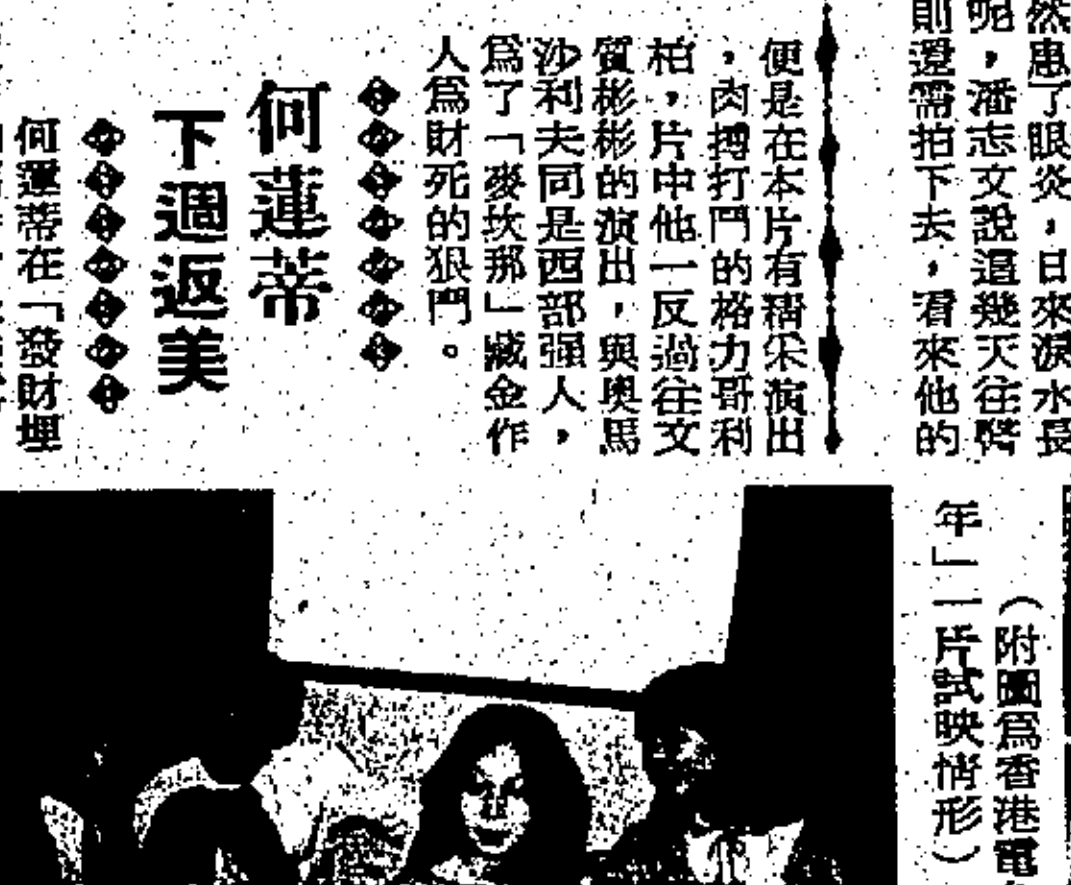 然患了眼炎，日來淚水長
呃，潘志文說這幾天往醫
則還需拍下去，看來他的
便是在本片有精采演出
，肉搏打鬥的格力哥利
柏，片中他一反過往文
質彬彬的演出，與奧馬
沙利夫同是西部强人，
爲了「麥坎那」藏金作
人爲財死的狠鬥。
何蓮蒂
下週返美
何蓮蒂在「發財埋
（附圖爲香港電
年」一片試映情形）